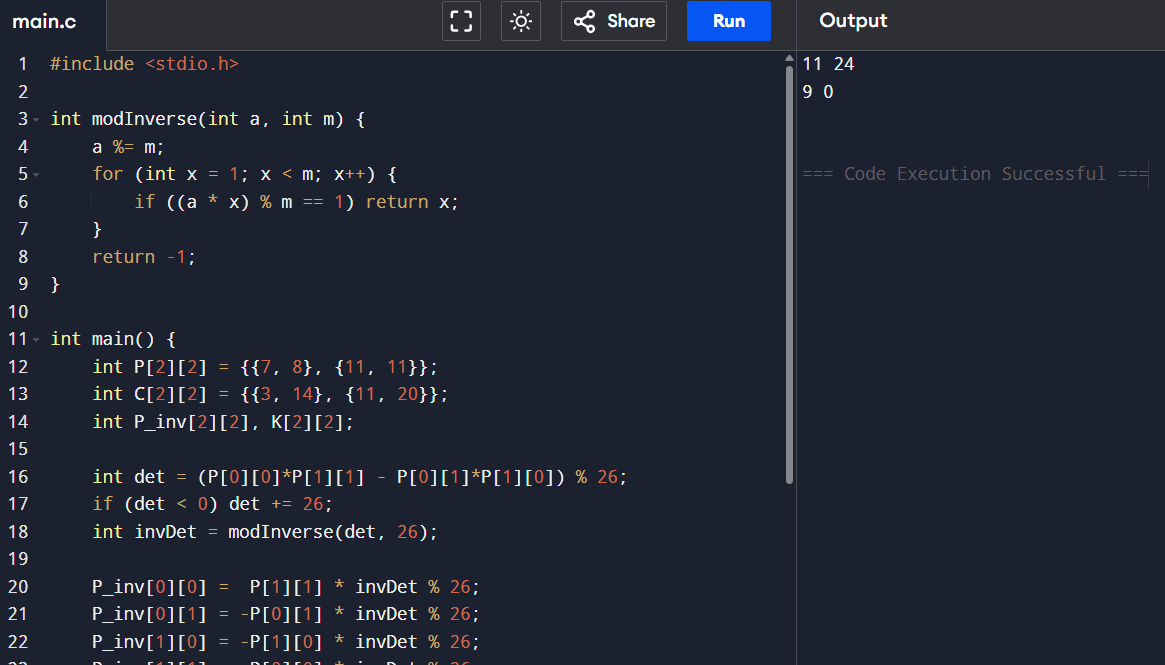 main.c
Share
Run
Output
1 #include <stdio.h>
2
3 int modInverse(int a, int m) {
4     a %= m;
5     for (int x = 1; x < m; x++) {
6         if ((a * x) % m == 1) return x;
7     }
8     return -1;
9 }
10
11 int main() {
12     int P[2][2] = {{7, 8}, {11, 11}};
13     int C[2][2] = {{3, 14}, {11, 20}};
14     int P_inv[2][2], K[2][2];
15
16     int det = (P[0][0]*P[1][1] - P[0][1]*P[1][0]) % 26;
17     if (det < 0) det += 26;
18     int invDet = modInverse(det, 26);
19
20     P_inv[0][0] =  P[1][1] * invDet % 26;
21     P_inv[0][1] = -P[0][1] * invDet % 26;
22     P_inv[1][0] = -P[1][0] * invDet % 26;
11 24
9 0
=== Code Execution Successful ===